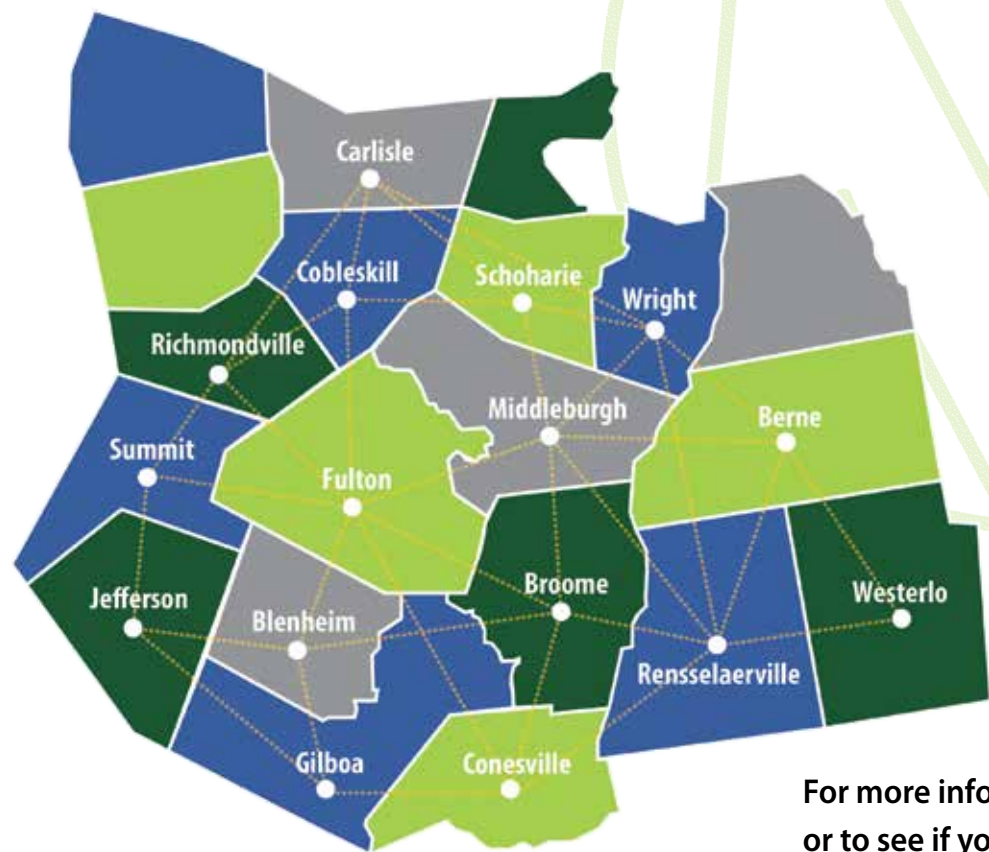 Carlisle
Cobleskill
Schoharie
Wright
Richmondville
Middleburgh
Berne
Summit
Fulton
Jefferson
Blenheim
Broome
Westerlo
Rensselaerville
Gilboa
Conesville
For more info
or to see if yo